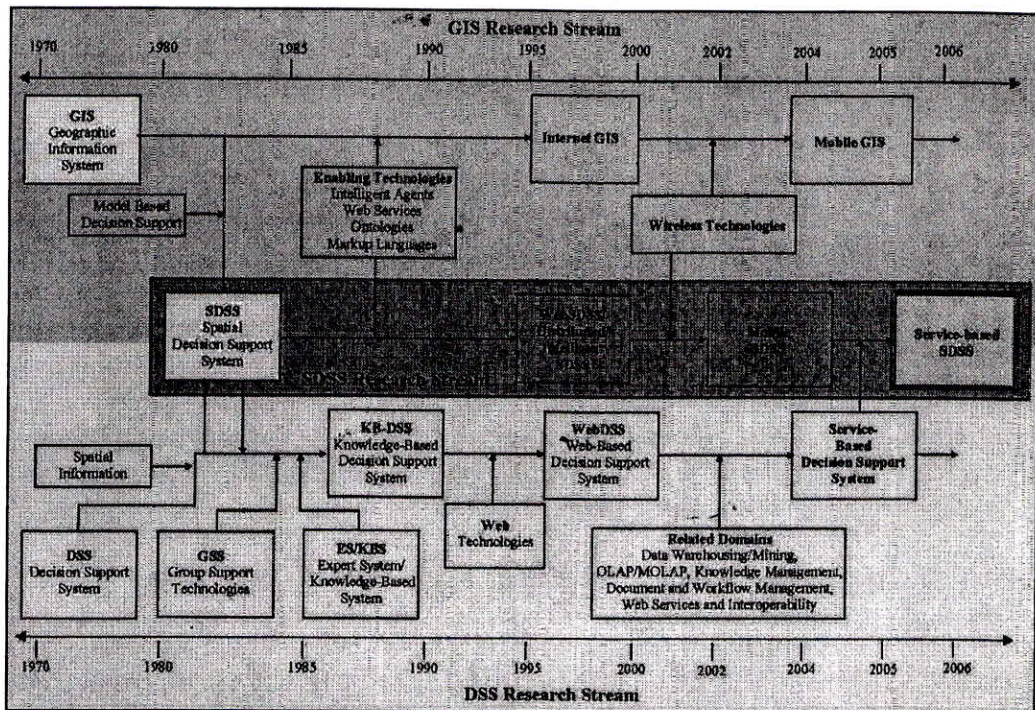 GIS Research Stream
1970 1980 1985 1990 1995 2000 2002 2004 2005 2006
GIS
Geographic
Information
System
Internet GIS
Mobile GIS
Model Based
Decision Support
Enabling Technologies
Intelligent Agents
Web Services
Ontologies
Markup Languages
Wireless Technologies
SDSS
Spatial
Decision Support
System
Service-based
SDSS
SDSS Research Stream
Spatial
Information
KB-DSS
Knowledge-Based
Decision Support
System
WebDSS
Web-Based
Decision Support
System
Service-
Based
Decision Support
System
DSS
Decision Support
System
GSS
Group Support
Technologies
ES/KBS
Expert System/
Knowledge-Based
System
Web
Technologies
Related Domains
Data Warehousing/Mining,
OLAP/MOLAP, Knowledge Management,
Document and Workflow Management,
Web Services and Interoperability
1970 1980 1985 1990 1995 2000 2002 2004 2005 2006
DSS Research Stream